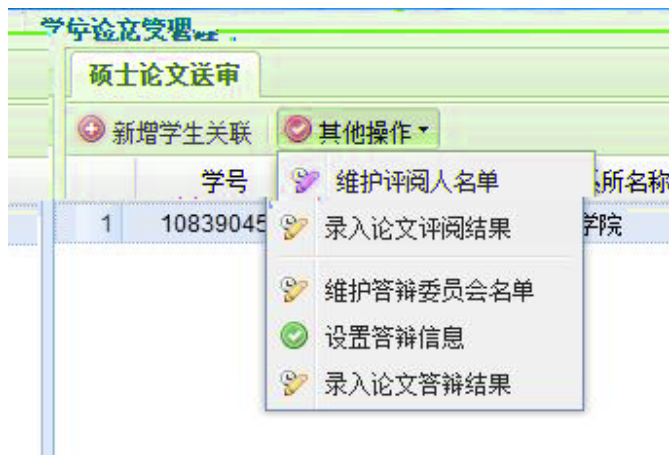 学位论文管理
硕士论文送审
新增学生关联 其他操作
学号 维护评阅人名单 所名称
1 10839045 录入论文评阅结果 学院
维护答辩委员会名单
设置答辩信息
录入论文答辩结果